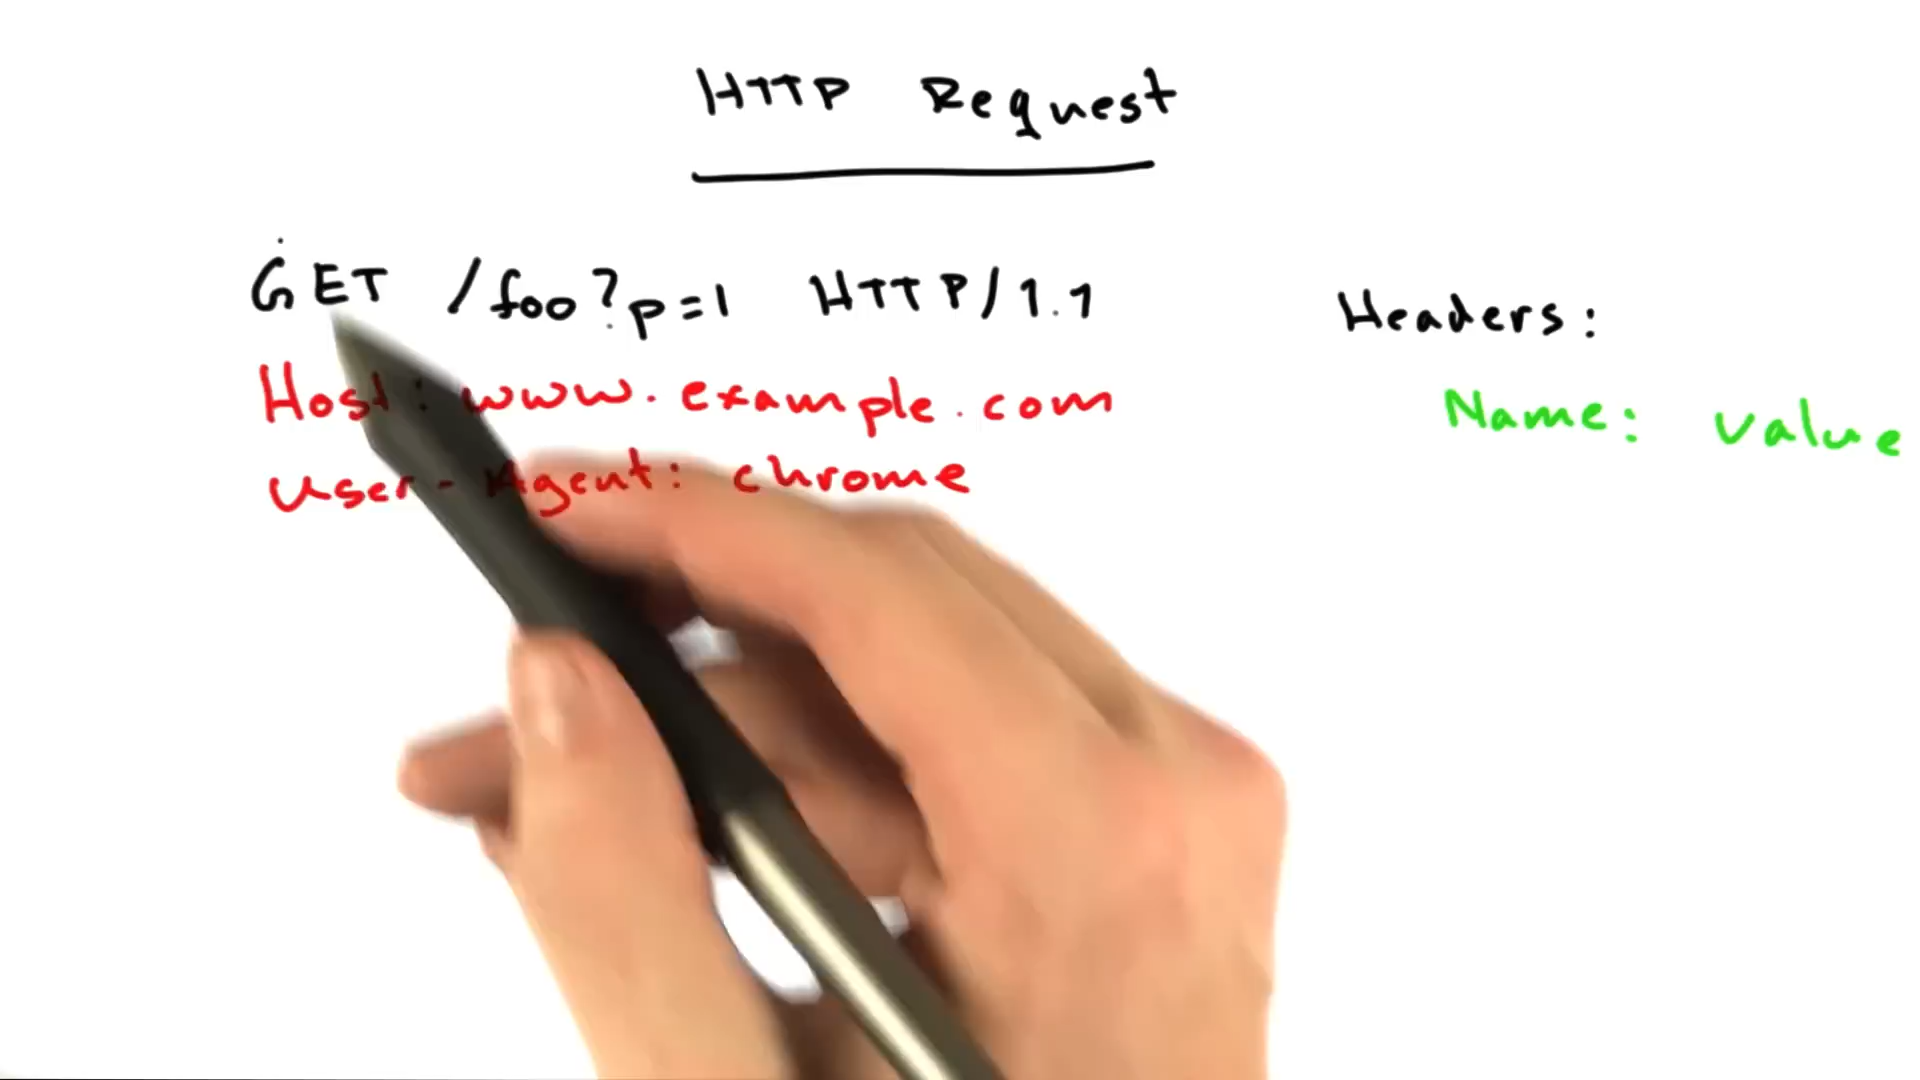 HTTP Request
GET /foo?p=1 HTTP/1.1
Host: www.example.com
User-Agent: chrome
Headers:
Name: value